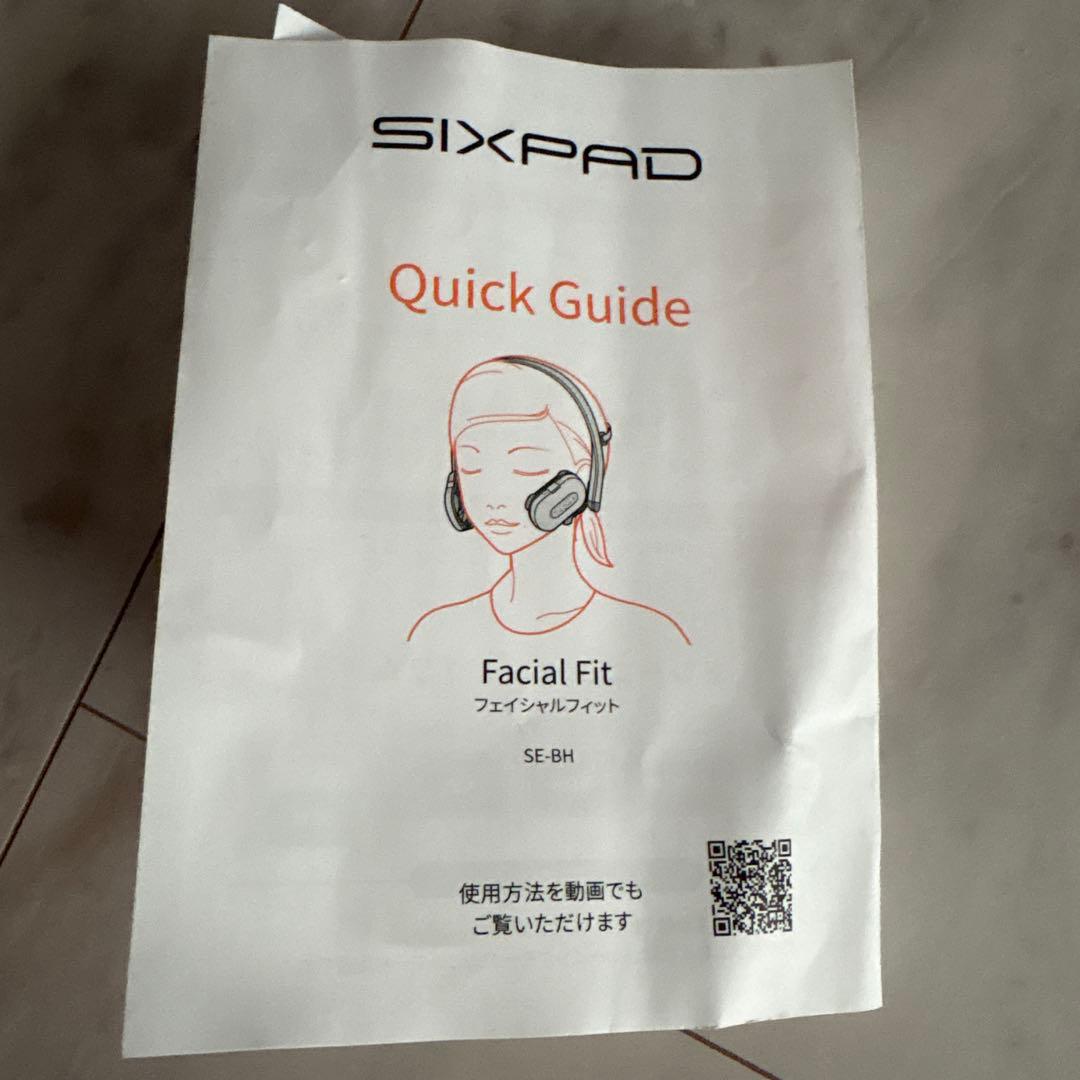 SIXPAD
Quick Guide
Facial Fit
フェイシャルフィット
SE-BH
使用方法を動画でも
ご覧いただけます